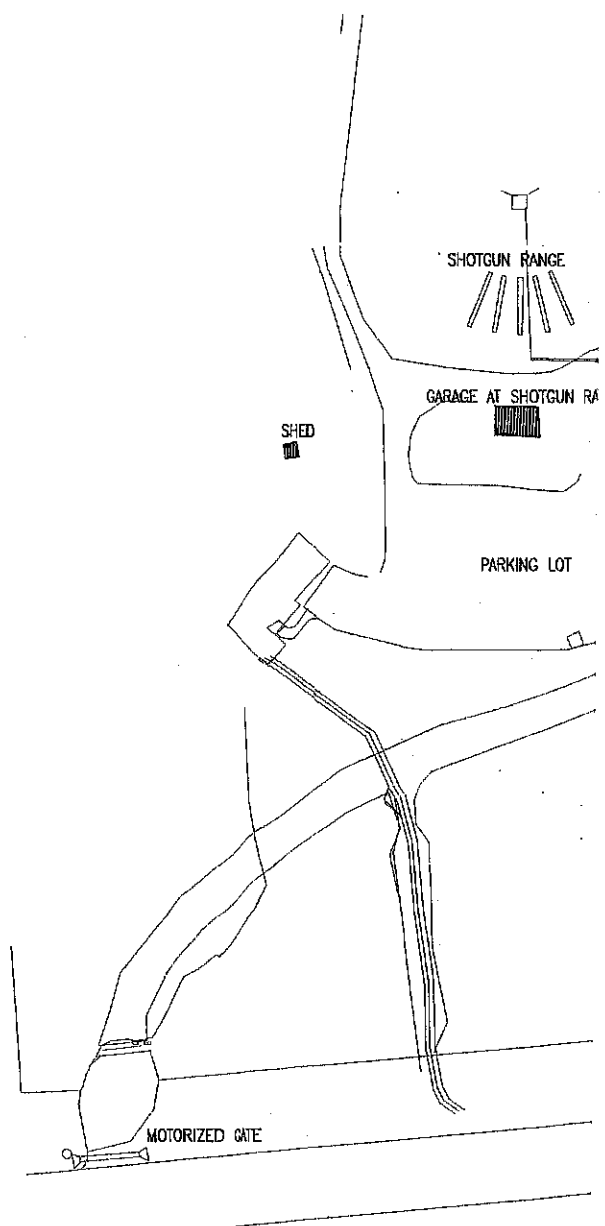 SHOTGUN RANGE
GARAGE AT SHOTGUN RA
SHED
PARKING LOT
MOTORIZED GATE